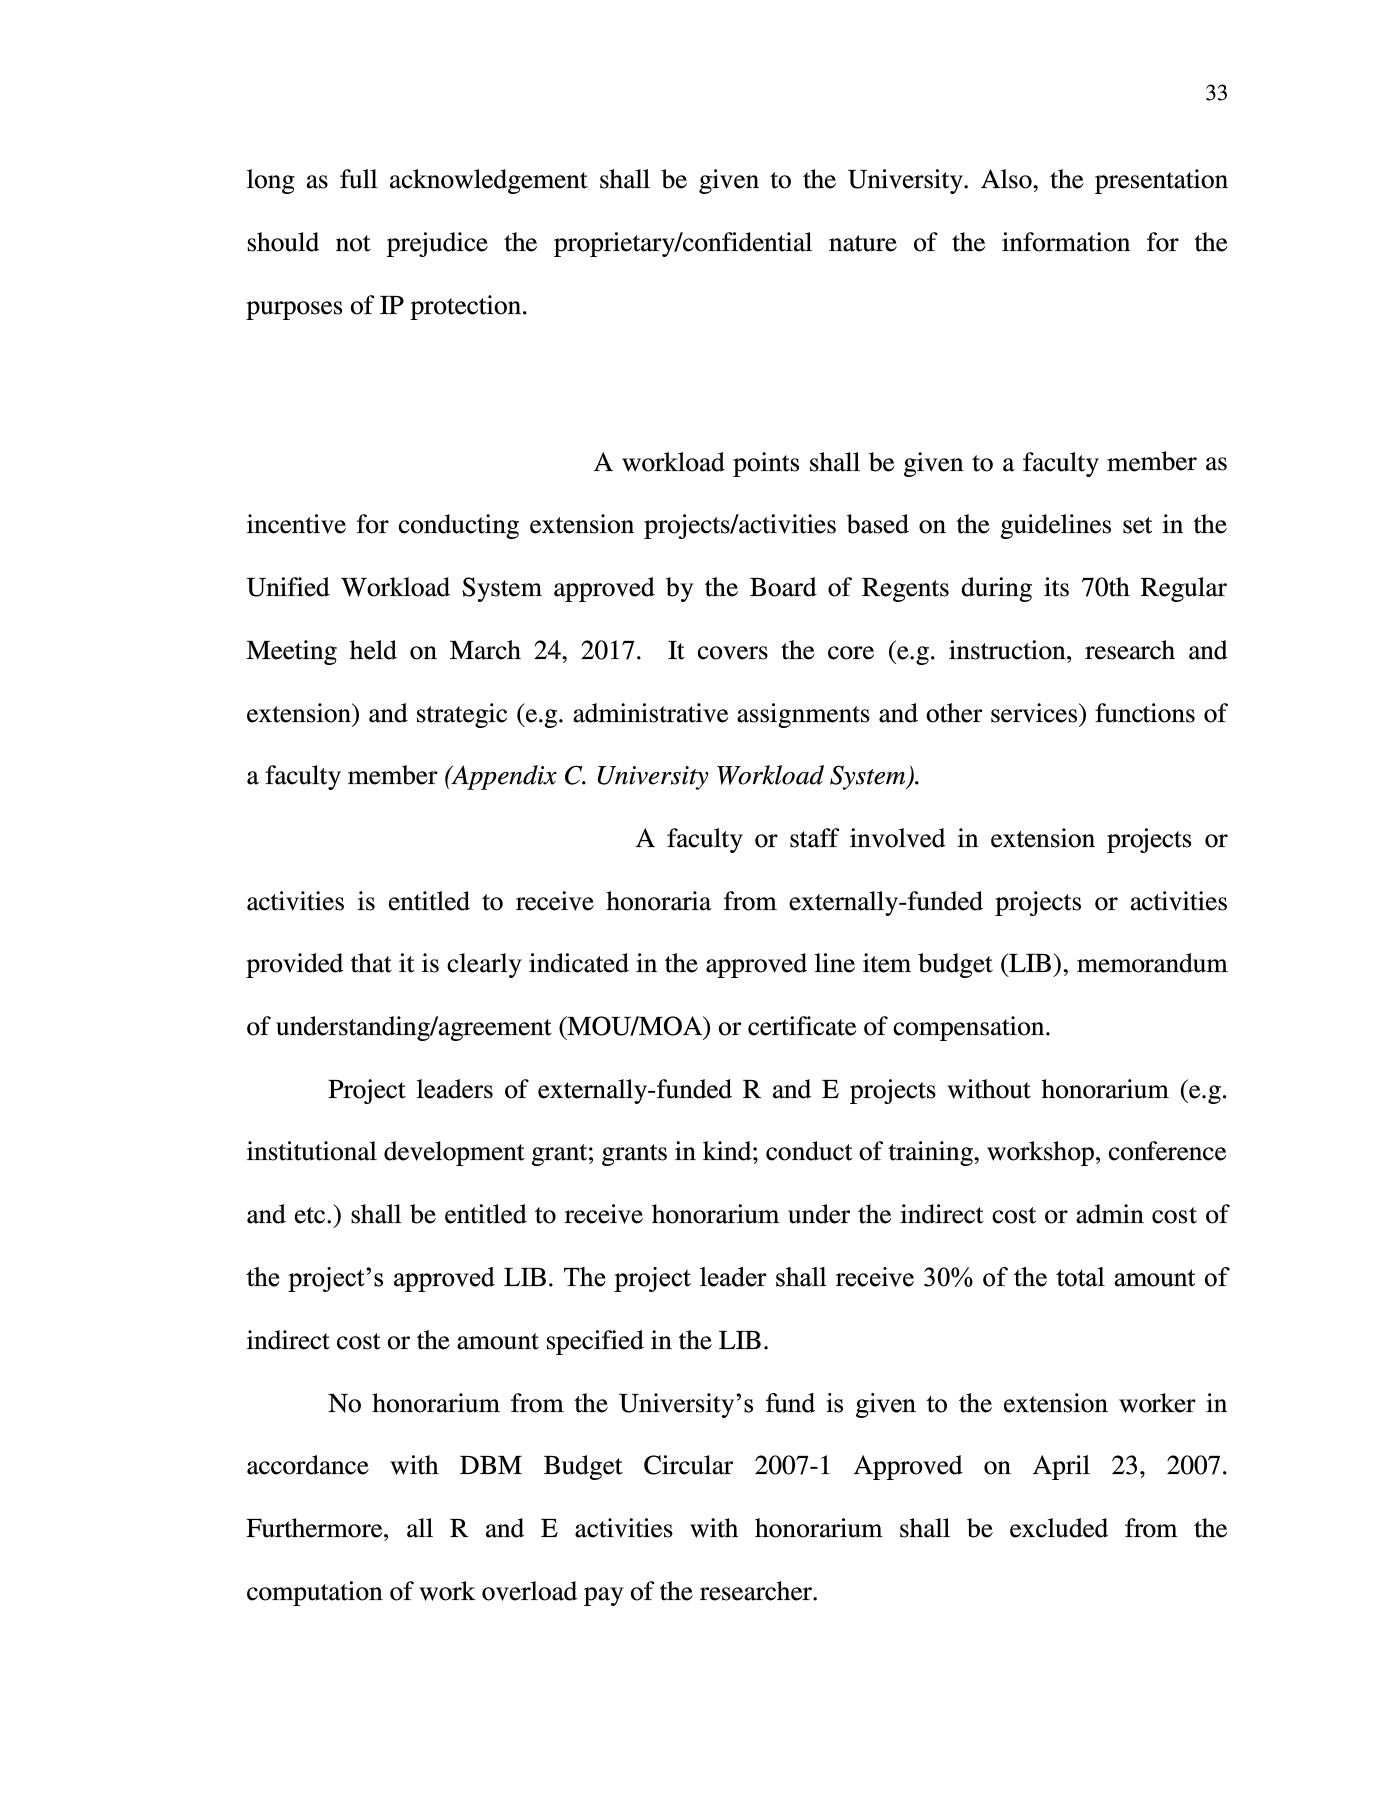 33
long as full acknowledgement shall be given to the University. Also, the presentation
should not prejudice the proprietary/confidential nature of the information for the
purposes of IP protection.
A workload points shall be given to a faculty member as
incentive for conducting extension projects/activities based on the guidelines set in the
Unified Workload System approved by the Board of Regents during its 70th Regular
Meeting held on March 24, 2017. It covers the core (e.g. instruction, research and
extension) and strategic (e.g. administrative assignments and other services) functions of
a faculty member (Appendix C. University Workload System).
A faculty or staff involved in extension projects or
activities is entitled to receive honoraria from externally-funded projects or activities
provided that it is clearly indicated in the approved line item budget (LIB), memorandum
of understanding/agreement (MOU/MOA) or certificate of compensation.
Project leaders of externally-funded R and E projects without honorarium (e.g.
institutional development grant; grants in kind; conduct of training, workshop, conference
and etc.) shall be entitled to receive honorarium under the indirect cost or admin cost of
the project’s approved LIB. The project leader shall receive 30% of the total amount of
indirect cost or the amount specified in the LIB.
No honorarium from the University’s fund is given to the extension worker in
accordance with DBM Budget Circular 2007-1 Approved on April 23, 2007.
Furthermore, all R and E activities with honorarium shall be excluded from the
computation of work overload pay of the researcher.